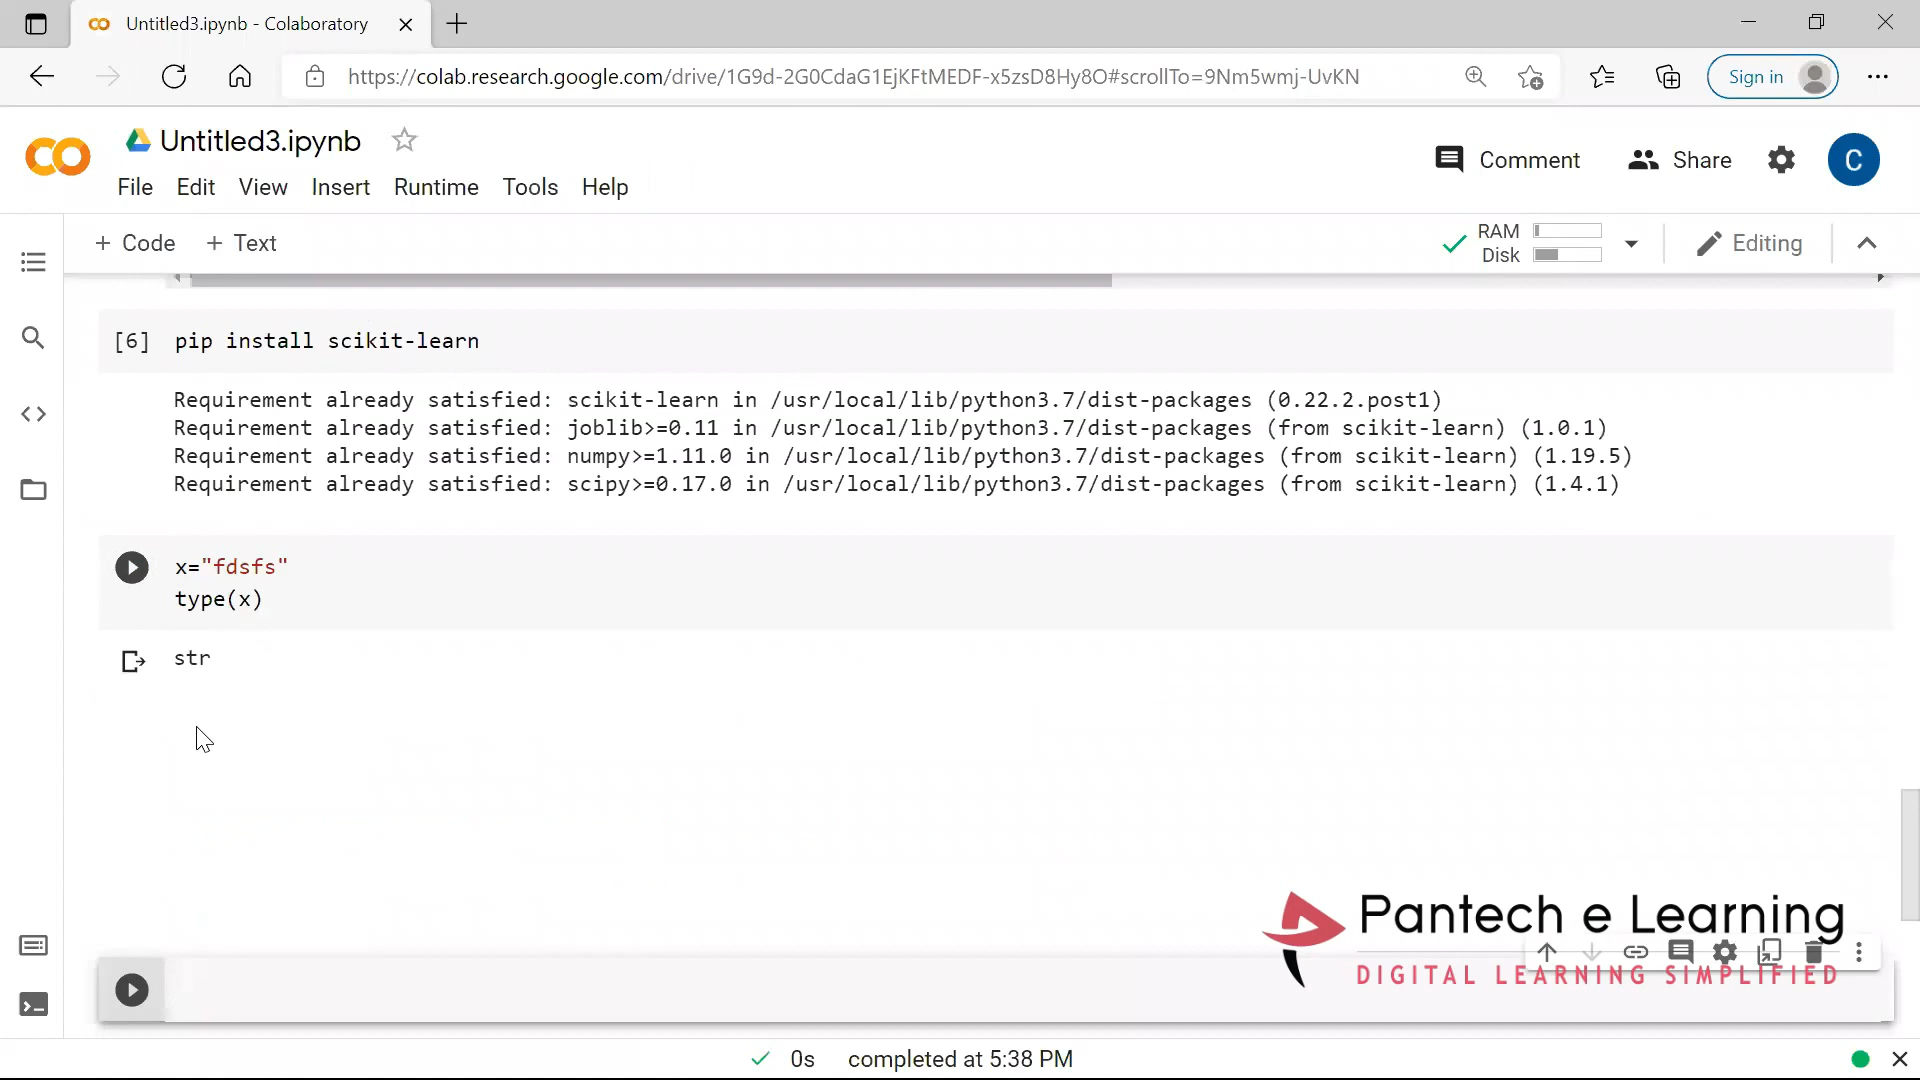 Untitled3.ipynb - Colaboratory
https://colab.research.google.com/drive/1G9d-2G0CdaG1EjKFtMEDF-x5zsD8Hy8O#scrollTo=9Nm5wmj-UvKN
Sign in
Untitled3.ipynb
Comment
Share
C
File Edit View Insert Runtime Tools Help
+ Code + Text
RAM
Disk
Editing
[6] pip install scikit-learn
Requirement already satisfied: scikit-learn in /usr/local/lib/python3.7/dist-packages (0.22.2.post1)
Requirement already satisfied: joblib>=0.11 in /usr/local/lib/python3.7/dist-packages (from scikit-learn) (1.0.1)
Requirement already satisfied: numpy>=1.11.0 in /usr/local/lib/python3.7/dist-packages (from scikit-learn) (1.19.5)
Requirement already satisfied: scipy>=0.17.0 in /usr/local/lib/python3.7/dist-packages (from scikit-learn) (1.4.1)
x="fdsfs"
type(x)
str
Pantech e Learning
DIGITAL LEARNING SIMPLIFIED
0s completed at 5:38 PM